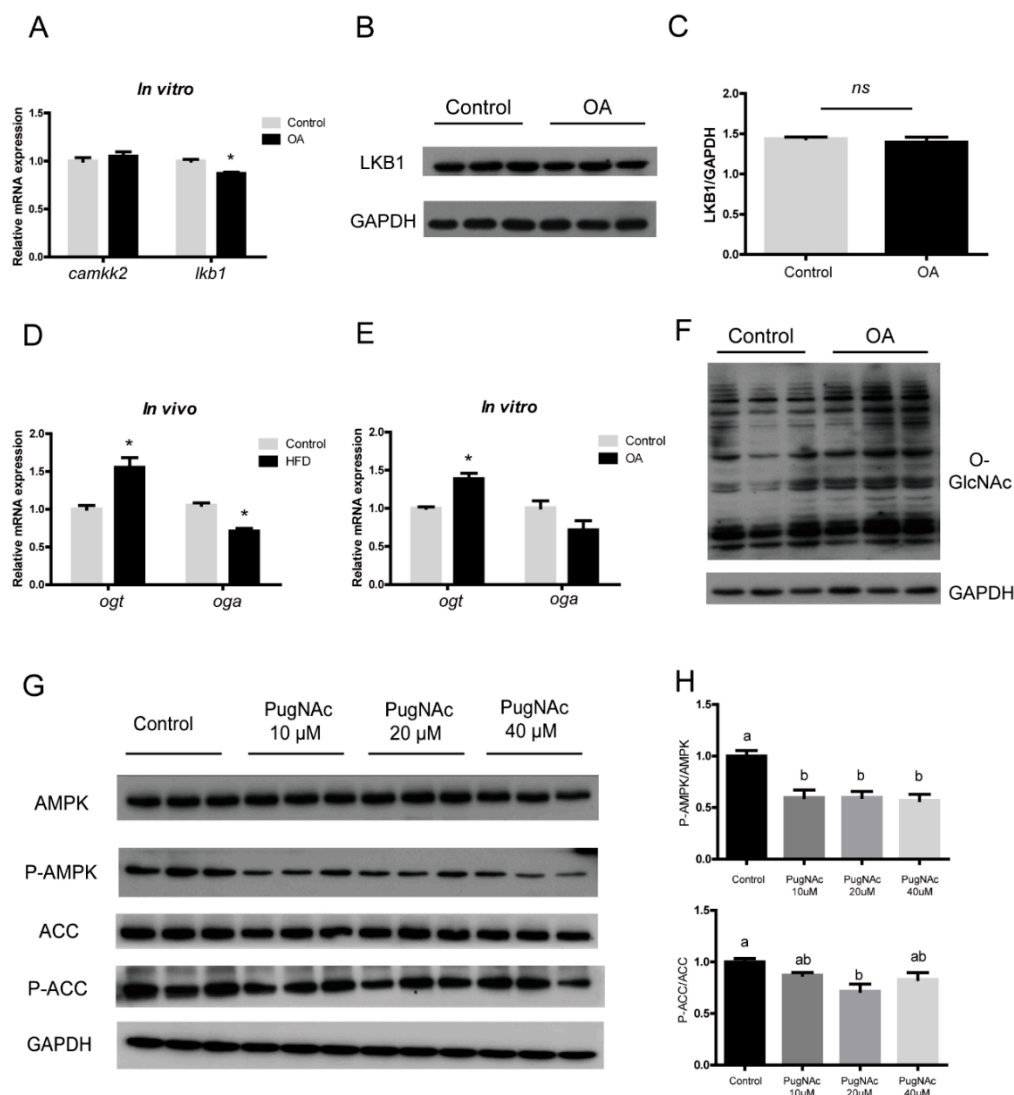 A
In vitro
Relative mRNA expression
1.5
1.0
0.5
0.0
*
camkk2
lkb1
Control
OA
B
Control
OA
LKB1
GAPDH
C
LKB1/GAPDH
2.0
1.5
1.0
0.5
0.0
ns
Control
OA
D
In vivo
Relative mRNA expression
2.0
1.5
1.0
0.5
0.0
*
*
ogt
oga
Control
HFD
E
In vitro
Relative mRNA expression
2.0
1.5
1.0
0.5
0.0
*
ogt
oga
Control
OA
F
Control
OA
O-
GlcNAc
GAPDH
G
Control
PugNAc
10 µM
PugNAc
20 µM
PugNAc
40 µM
AMPK
P-AMPK
ACC
P-ACC
GAPDH
H
P-AMPK/AMPK
1.5
1.0
0.5
0.0
a
b
b
b
Control
PugNAc
10uM
PugNAc
20uM
PugNAc
40uM
P-ACC/ACC
1.5
1.0
0.5
0.0
a
ab
b
ab
Control
PugNAc
10uM
PugNAc
20uM
PugNAc
40uM